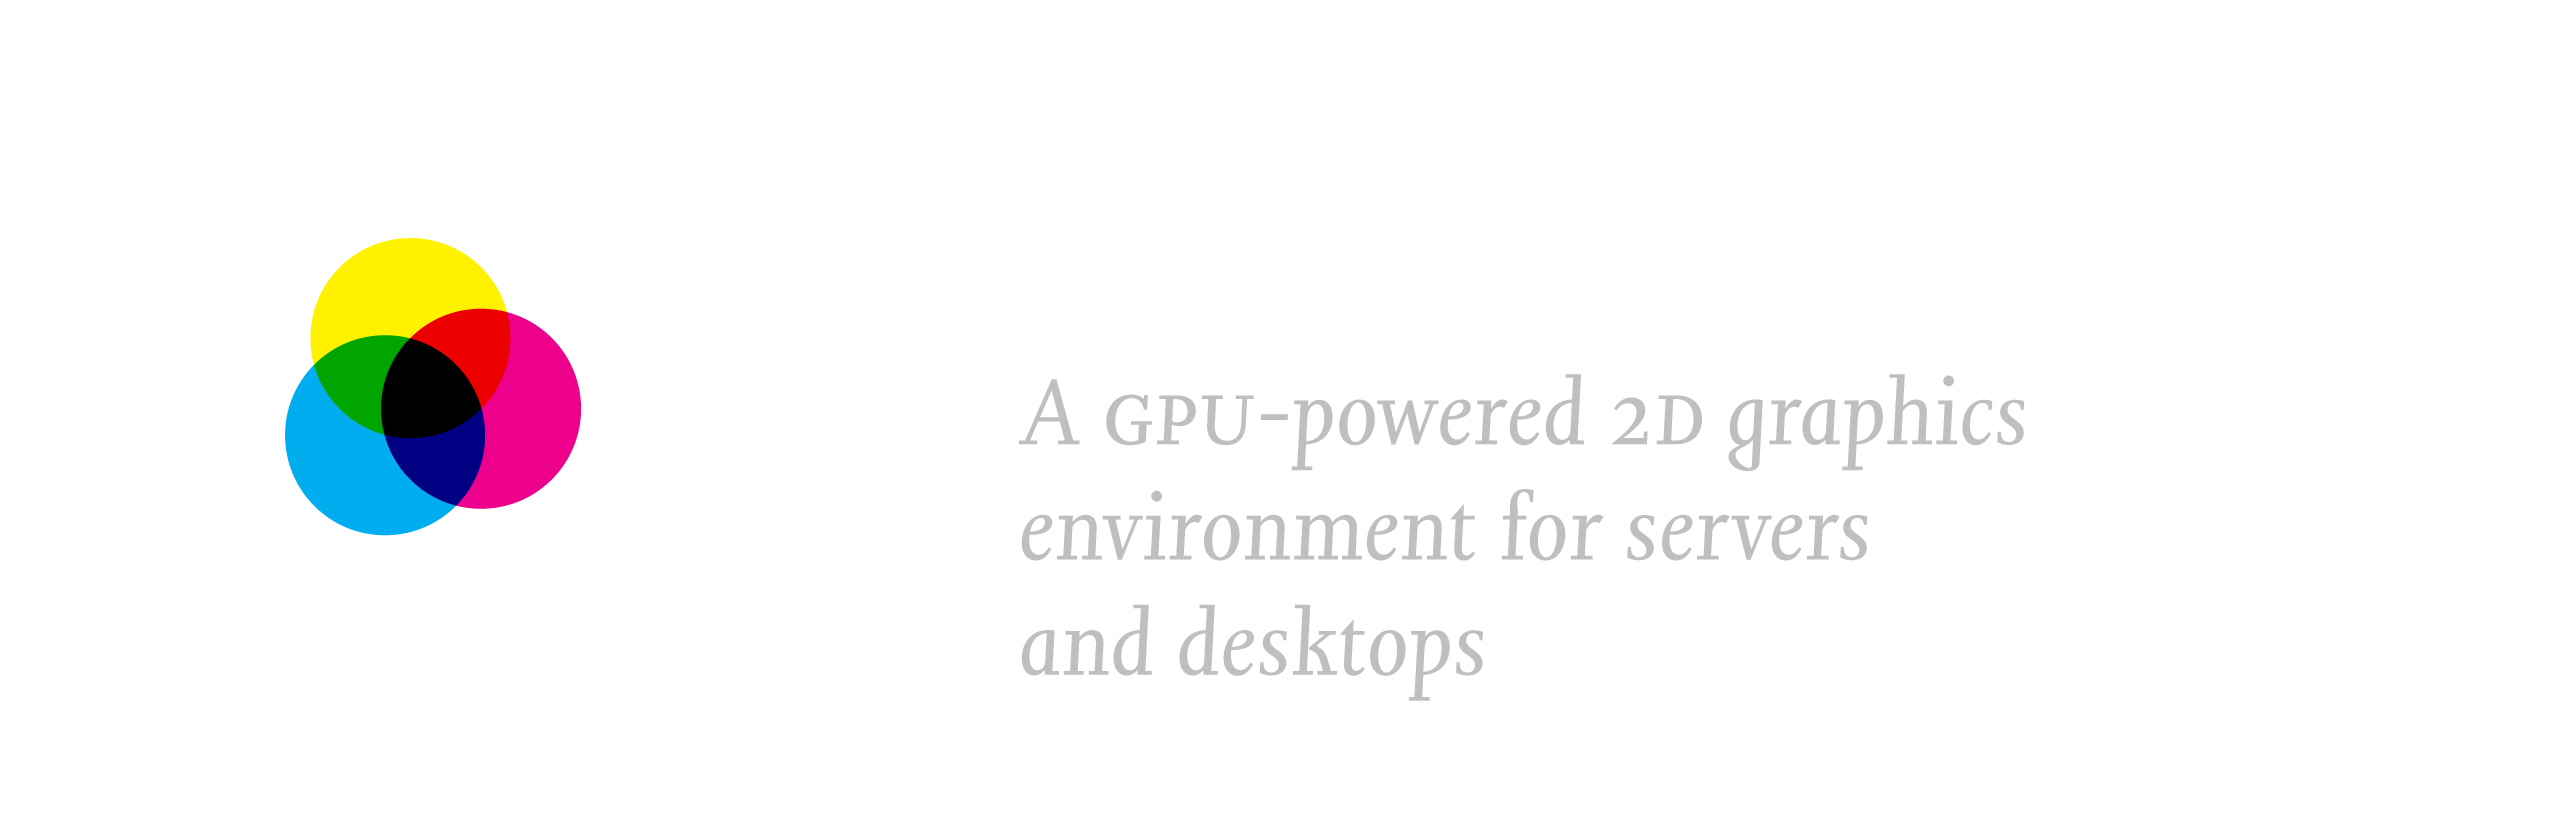 A GPU-powered 2D graphics
environment for servers
and desktops